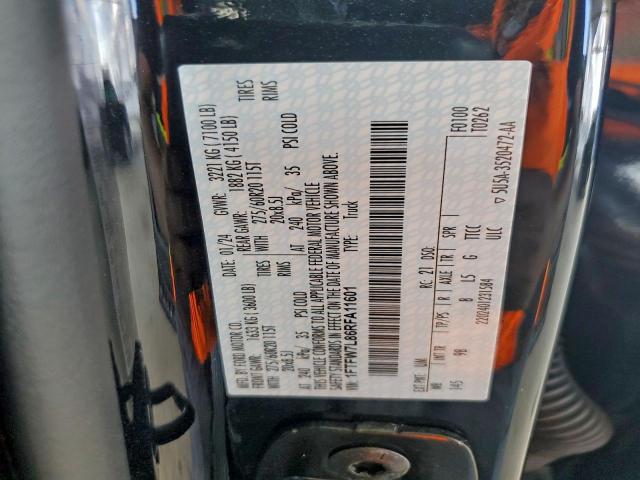 MFD. BY FORD MOTOR CO.
DATE: 01/24 GVWR: 3221 KG (7100 LB)
FRONT GAWR: 1633 KG (3600 LB) REAR GAWR: 1882 KG (4150 LB)
275/60R20 115T WITH 275/60R20 115T TIRES
20x8.5J RIMS 20x8.5J RIMS
AT 240 kPa/ 35 PSI COLD AT 240 kPa/ 35 PSI COLD
THIS VEHICLE CONFORMS TO ALL APPLICABLE FEDERAL MOTOR VEHICLE
SAFETY STANDARDS IN EFFECT ON THE DATE OF MANUFACTURE SHOWN ABOVE.
VIN: 1FTFW7L86RFA11601 TYPE: Truck
F0100
T0262
EXT PNT: UM RC: 21 DSO:
WB INT TR TP/PS R AXLE TR SPR
145 9B 8 L5 G TTCC
ULC
▽ 5U5A-3520472-AA